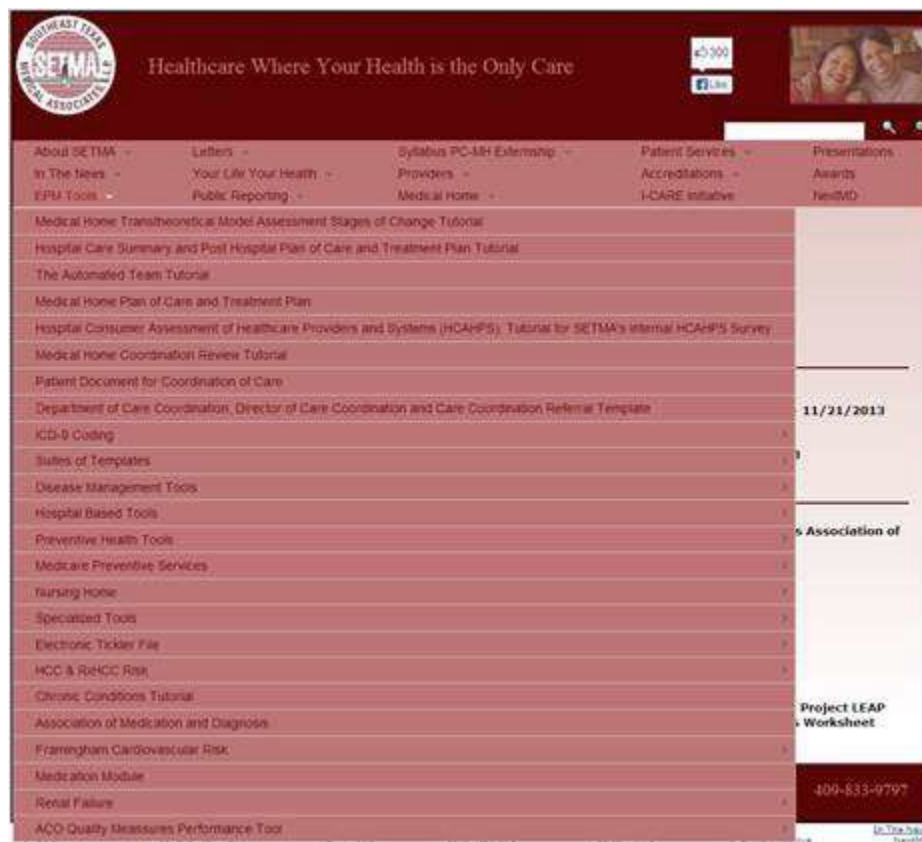 SOUTHEAST TEXAS
SETMA
MEDICAL ASSOCIATES, LLP
Healthcare Where Your Health is the Only Care
300
Like
About SETMA Letters Syllabus PC-MH Externship Patient Services Presentations
In The News Your Life Your Health Providers Accreditations Awards
EPM Tools Public Reporting Medical Home I-CARE Initiative NextMD
Medical Home Transtheoretical Model Assessment Stages of Change Tutorial
Hospital Care Summary and Post Hospital Plan of Care and Treatment Plan Tutorial
The Automated Team Tutorial
Medical Home Plan of Care and Treatment Plan
Hospital Consumer Assessment of Healthcare Providers and Systems (HCAHPS): Tutorial for SETMA's Internal HCAHPS Survey
Medical Home Coordination Review Tutorial
Patient Document for Coordination of Care
Department of Care Coordination, Director of Care Coordination and Care Coordination Referral Template
11/21/2013
ICD-9 Coding
Suites of Templates
Disease Management Tools
Hospital Based Tools
Preventive Health Tools
s Association of
Medicare Preventive Services
Nursing Home
Specialized Tools
Electronic Tickler File
HCC & RxHCC Risk
Chronic Conditions Tutorial
Project LEAP
Association of Medication and Diagnosis
Worksheet
Framingham Cardiovascular Risk
Medication Module
409-833-9797
Renal Failure
ACO Quality Meassures Performance Tool